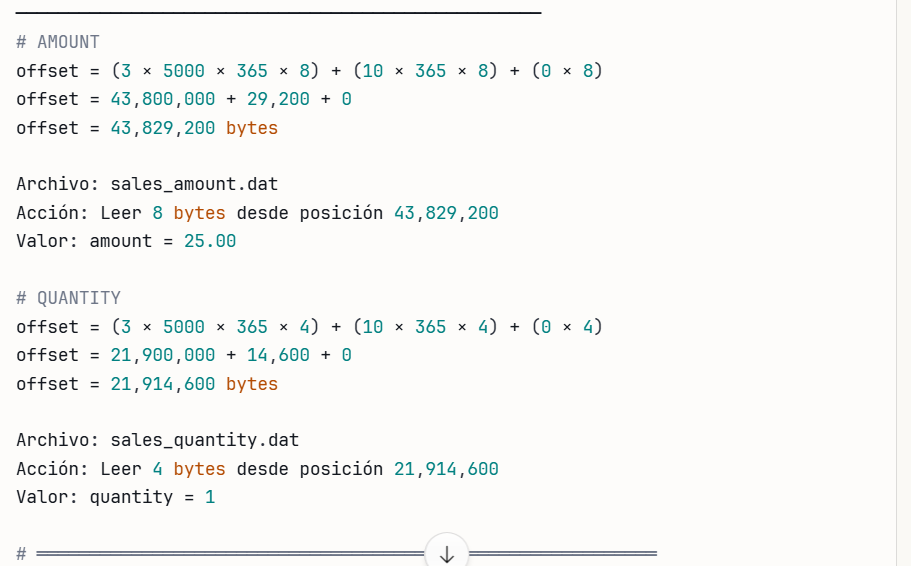 # AMOUNT
offset = (3 × 5000 × 365 × 8) + (10 × 365 × 8) + (0 × 8)
offset = 43,800,000 + 29,200 + 0
offset = 43,829,200 bytes
Archivo: sales_amount.dat
Acción: Leer 8 bytes desde posición 43,829,200
Valor: amount = 25.00
# QUANTITY
offset = (3 × 5000 × 365 × 4) + (10 × 365 × 4) + (0 × 4)
offset = 21,900,000 + 14,600 + 0
offset = 21,914,600 bytes
Archivo: sales_quantity.dat
Acción: Leer 4 bytes desde posición 21,914,600
Valor: quantity = 1
#